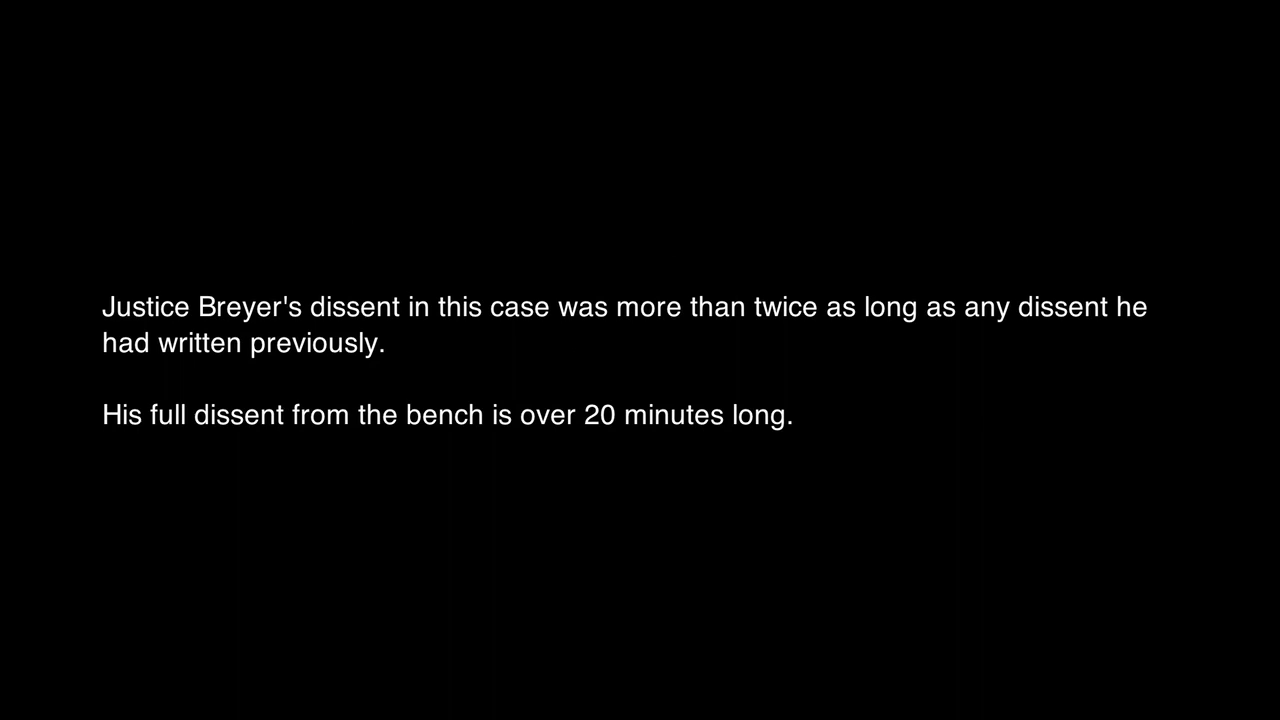 Justice Breyer's dissent in this case was more than twice as long as any dissent he
had written previously.
His full dissent from the bench is over 20 minutes long.